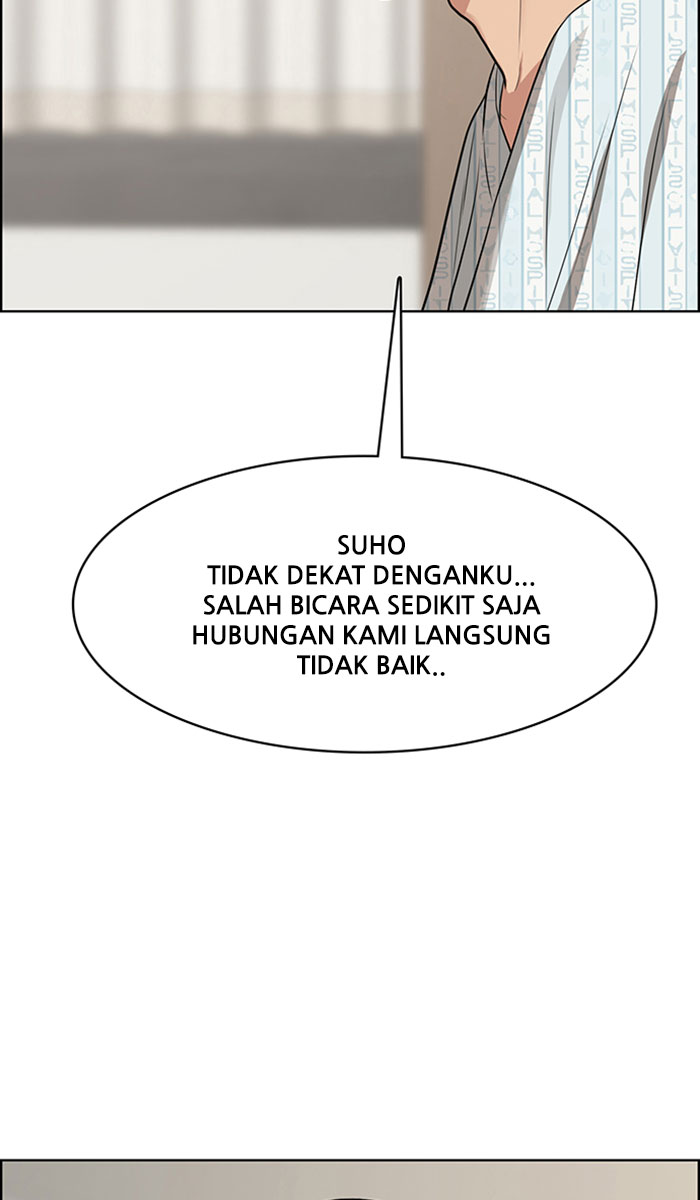 SUHO
TIDAK DEKAT DENGANKU...
SALAH BICARA SEDIKIT SAJA
HUBUNGAN KAMI LANGSUNG
TIDAK BAIK..